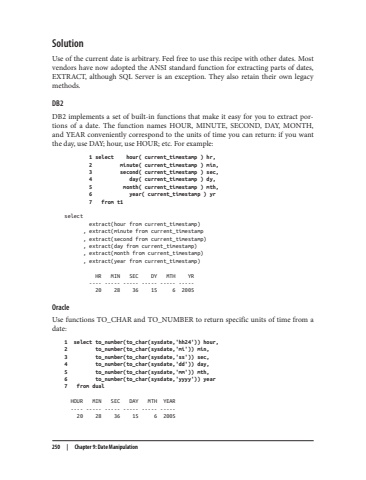 Solution
Use of the current date is arbitrary. Feel free to use this recipe with other dates. Most
vendors have now adopted the ANSI standard function for extracting parts of dates,
EXTRACT, although SQL Server is an exception. They also retain their own legacy
methods.
DB2
DB2 implements a set of built-in functions that make it easy for you to extract por-
tions of a date. The function names HOUR, MINUTE, SECOND, DAY, MONTH,
and YEAR conveniently correspond to the units of time you can return: if you want
the day, use DAY; hour, use HOUR; etc. For example:
1 select    hour( current_timestamp ) hr,
2         minute( current_timestamp ) min,
3         second( current_timestamp ) sec,
4            day( current_timestamp ) dy,
5          month( current_timestamp ) mth,
6           year( current_timestamp ) yr
7   from t1
select
        extract(hour from current_timestamp)
      , extract(minute from current_timestamp
      , extract(second from current_timestamp)
      , extract(day from current_timestamp)
      , extract(month from current_timestamp)
      , extract(year from current_timestamp)
  HR   MIN   SEC    DY   MTH    YR
---- ----- ----- ----- ----- -----
  20    28    36    15     6  2005
Oracle
Use functions TO_CHAR and TO_NUMBER to return specific units of time from a
date:
1  select to_number(to_char(sysdate,'hh24')) hour,
2         to_number(to_char(sysdate,'mi')) min,
3         to_number(to_char(sysdate,'ss')) sec,
4         to_number(to_char(sysdate,'dd')) day,
5         to_number(to_char(sysdate,'mm')) mth,
6         to_number(to_char(sysdate,'yyyy')) year
7   from dual
HOUR   MIN   SEC   DAY   MTH  YEAR
---- ----- ----- ----- ----- -----
  20    28    36    15     6  2005
250 | Chapter 9: Date Manipulation